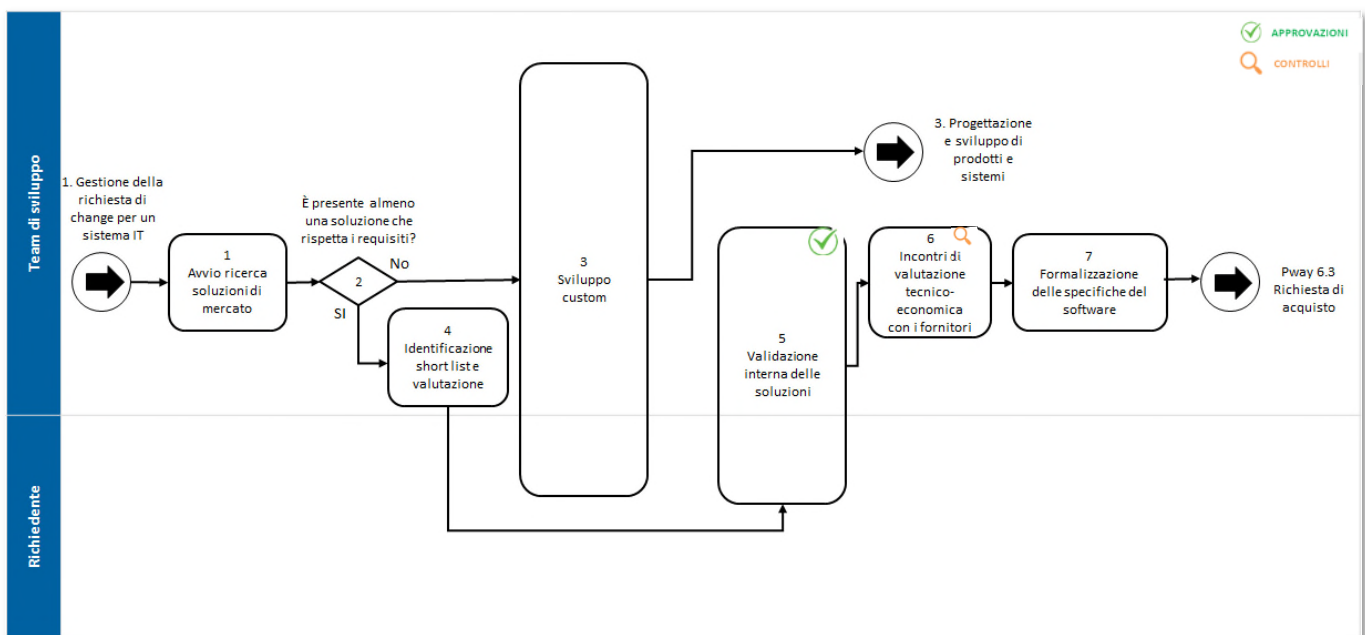 APPROVAZIONI
CONTROLLI
Team di sviluppo
Richiedente
1. Gestione della
richiesta di
change per un
sistema IT
1
Avvio ricerca
soluzioni di
mercato
È presente almeno
una soluzione che
rispetta i requisiti?
2
No
SI
3
Sviluppo
custom
4
Identificazione
short list e
valutazione
3. Progettazione
e sviluppo di
prodotti e
sistemi
5
Validazione
interna delle
soluzioni
6
Incontri di
valutazione
tecnico-
economica
con i fornitori
7
Formalizzazione
delle specifiche del
software
Pway 6.3
Richiesta di
acquisto